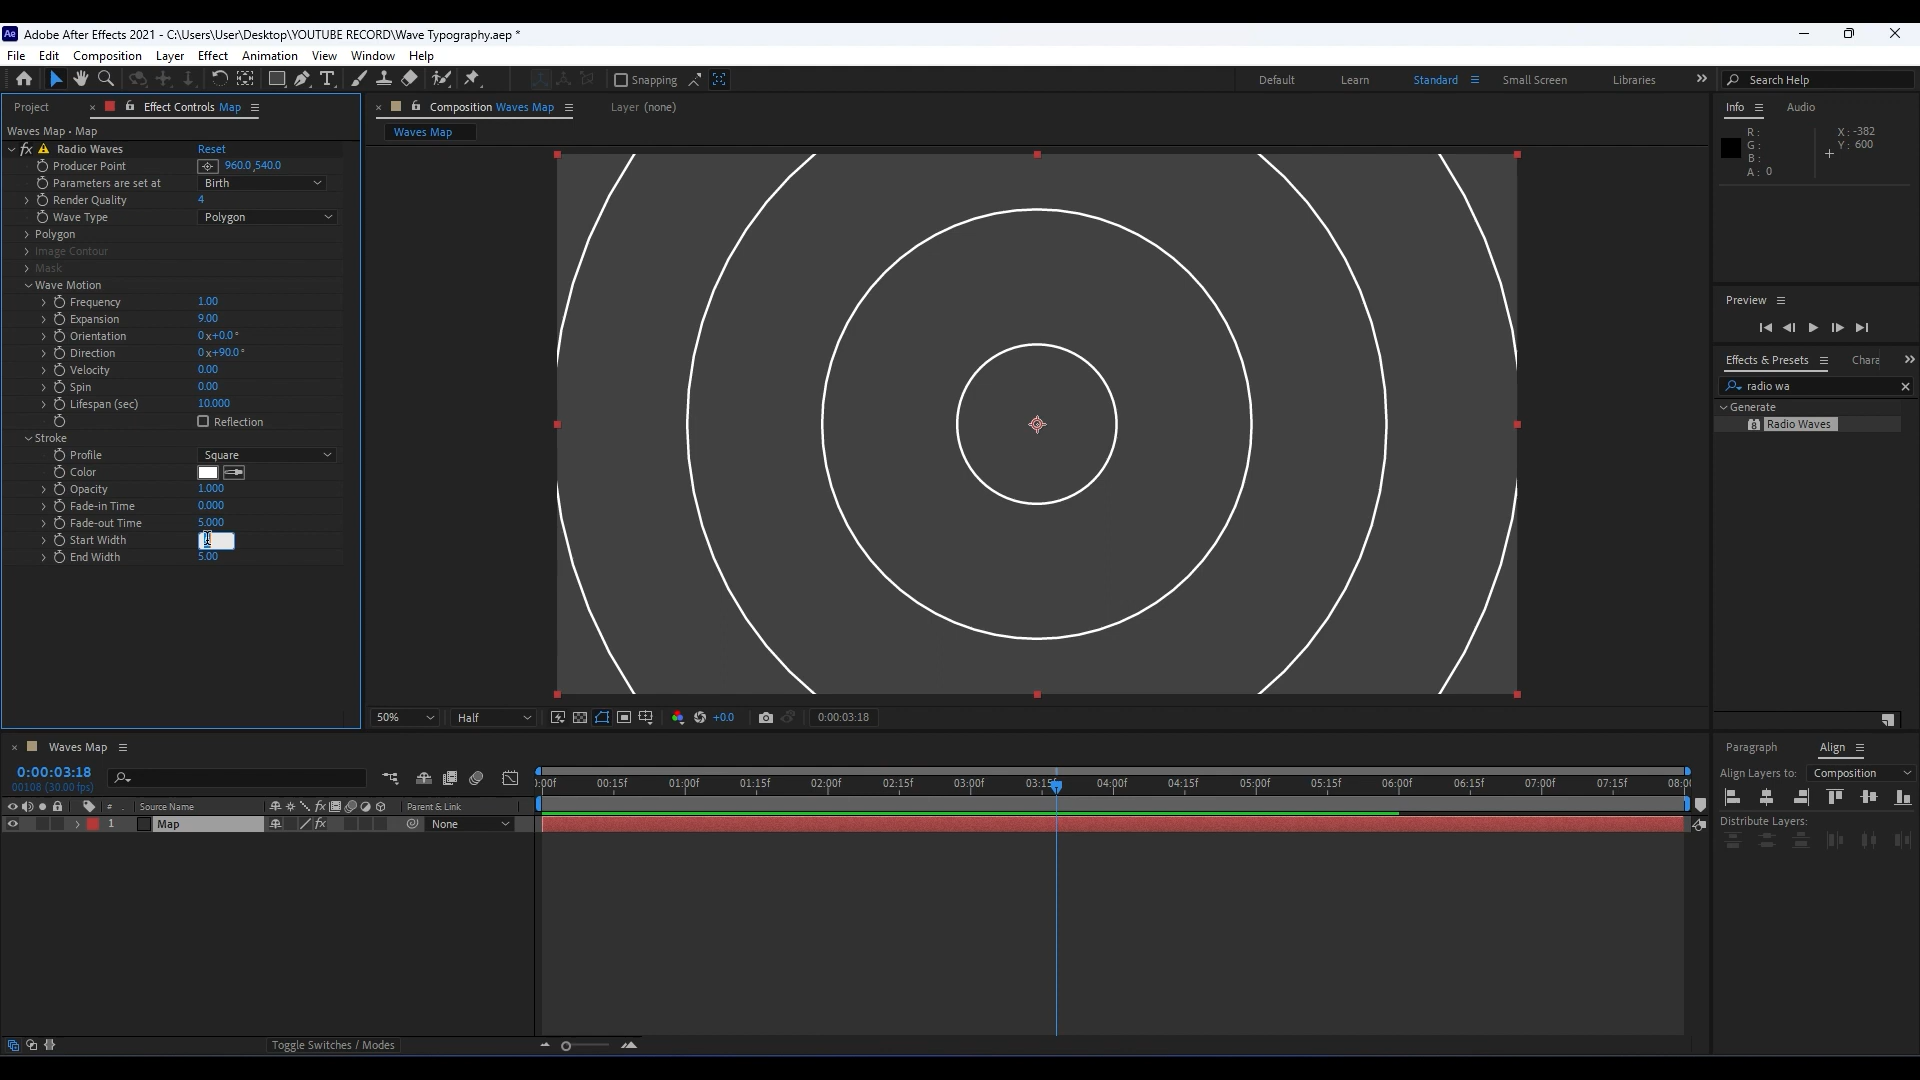 Ae Adobe After Effects 2021 - C:\Users\User\Desktop\YOUTUBE RECORD\Wave Typography.aep *
File Edit Composition Layer Effect Animation View Window Help
Snapping Default Learn Standard Small Screen Libraries Search Help
Project Effect Controls Map
Waves Map • Map
fx Radio Waves Reset
Producer Point 960.0,540.0
Parameters are set at Birth
Render Quality 4
Wave Type Polygon
Polygon
Image Contour
Mask
Wave Motion
Frequency 1.00
Expansion 9.00
Orientation 0x+0.0°
Direction 0x+90.0°
Velocity 0.00
Spin 0.00
Lifespan (sec) 10.000
Reflection
Stroke
Profile Square
Color
Opacity 1.000
Fade-in Time 0.000
Fade-out Time 5.000
Start Width
End Width 5.00
Composition Waves Map Layer (none)
Waves Map
50% Half +0.0 0:00:03:18
Info Audio
R: X: -382
G: Y: 600
B:
A: 0
Preview
Effects & Presets Chara
radio wa
Generate
Radio Waves
Waves Map
0:00:03:18
00108 (30.00 fps)
:00f 00:15f 01:00f 01:15f 02:00f 02:15f 03:00f 03:15f 04:00f 04:15f 05:00f 05:15f 06:00f 06:15f 07:00f 07:15f 08:0
# Source Name fx Parent & Link
1 Map fx None
Toggle Switches / Modes
Paragraph Align
Align Layers to: Composition
Distribute Layers: